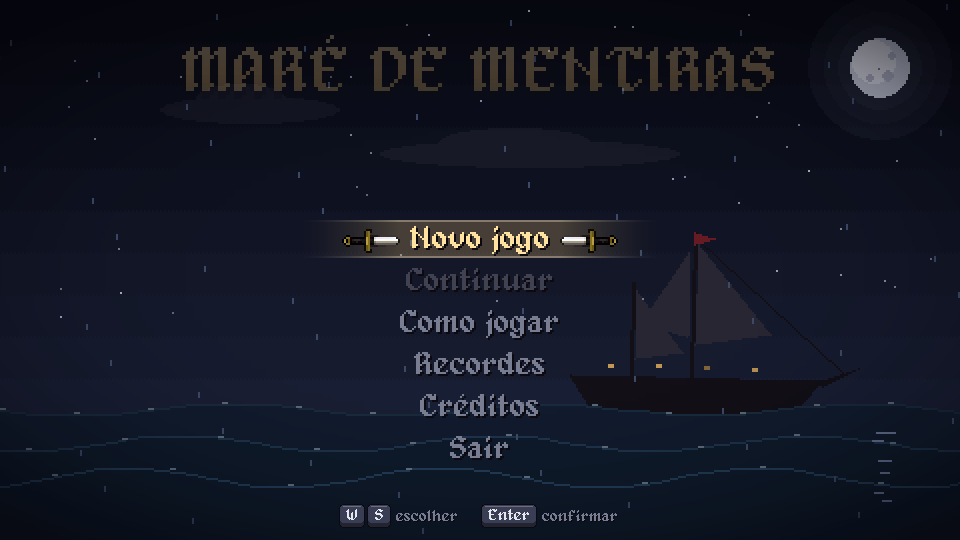 MARÉ DE MENTIRAS
Novo jogo
Continuar
Como jogar
Recordes
Créditos
Sair
W S escolher Enter confirmar